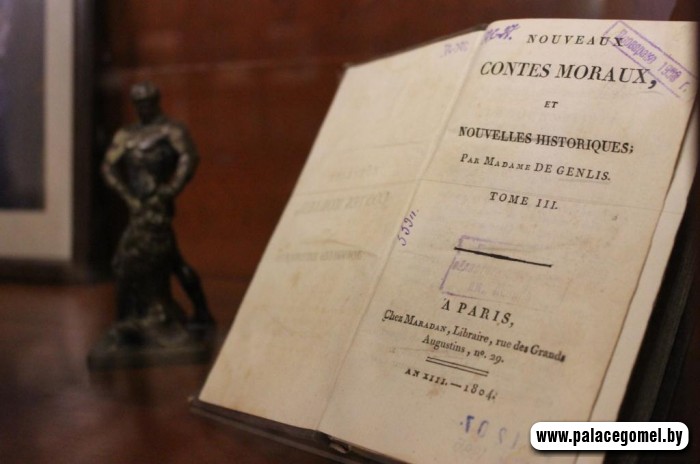 NOUVEAUX
CONTES MORAUX,
ET
NOUVELLES HISTORIQUES;
PAR MADAME DE GENLIS.
TOME III.
A PARIS,
Chez MARADAN, Libraire, rue des Grands
Augustins, nº. 29.
AN XIII.—1804.
www.palacegomel.by